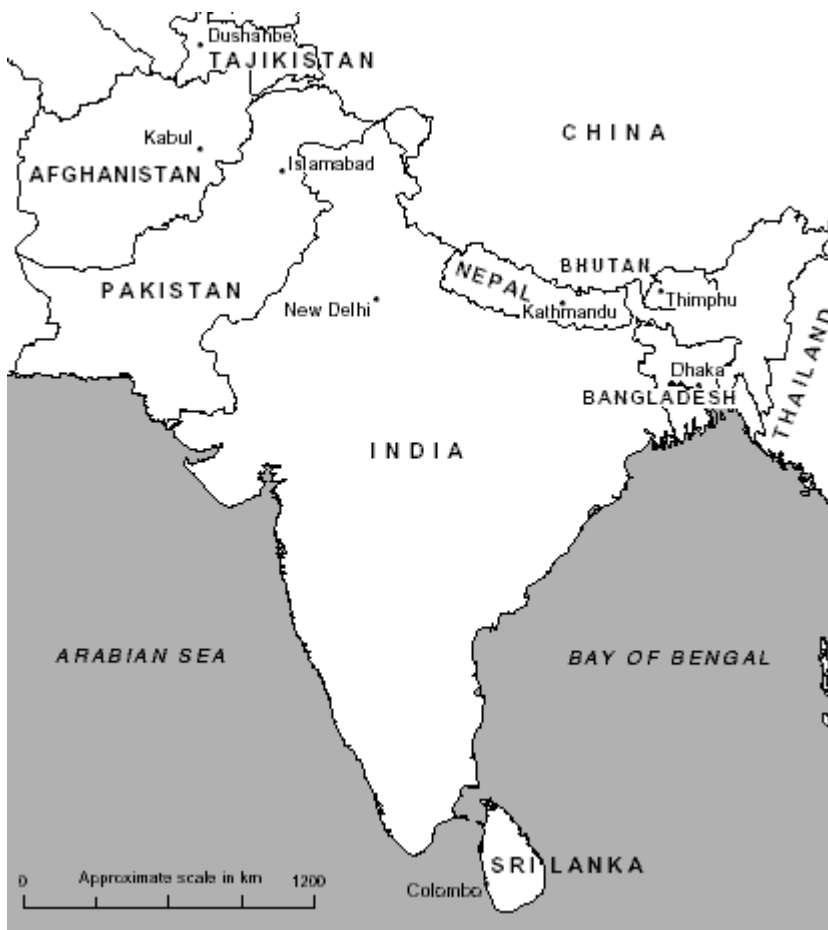 Dushanbe
TAJIKISTAN
CHINA
Kabul
Islamabad
AFGHANISTAN
BHUTAN
NEPAL
PAKISTAN
Thimphu
New Delhi
Kathmandu
THAILAND
Dhaka
BANGLADESH
INDIA
ARABIAN SEA
BAY OF BENGAL
SRI LANKA
0 Approximate scale in km 1200
Colombo